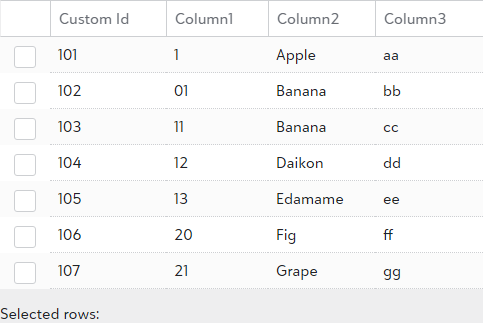 Custom Id Column1 Column2 Column3
101 1 Apple aa
102 01 Banana bb
103 11 Banana cc
104 12 Daikon dd
105 13 Edamame ee
106 20 Fig ff
107 21 Grape gg
Selected rows: